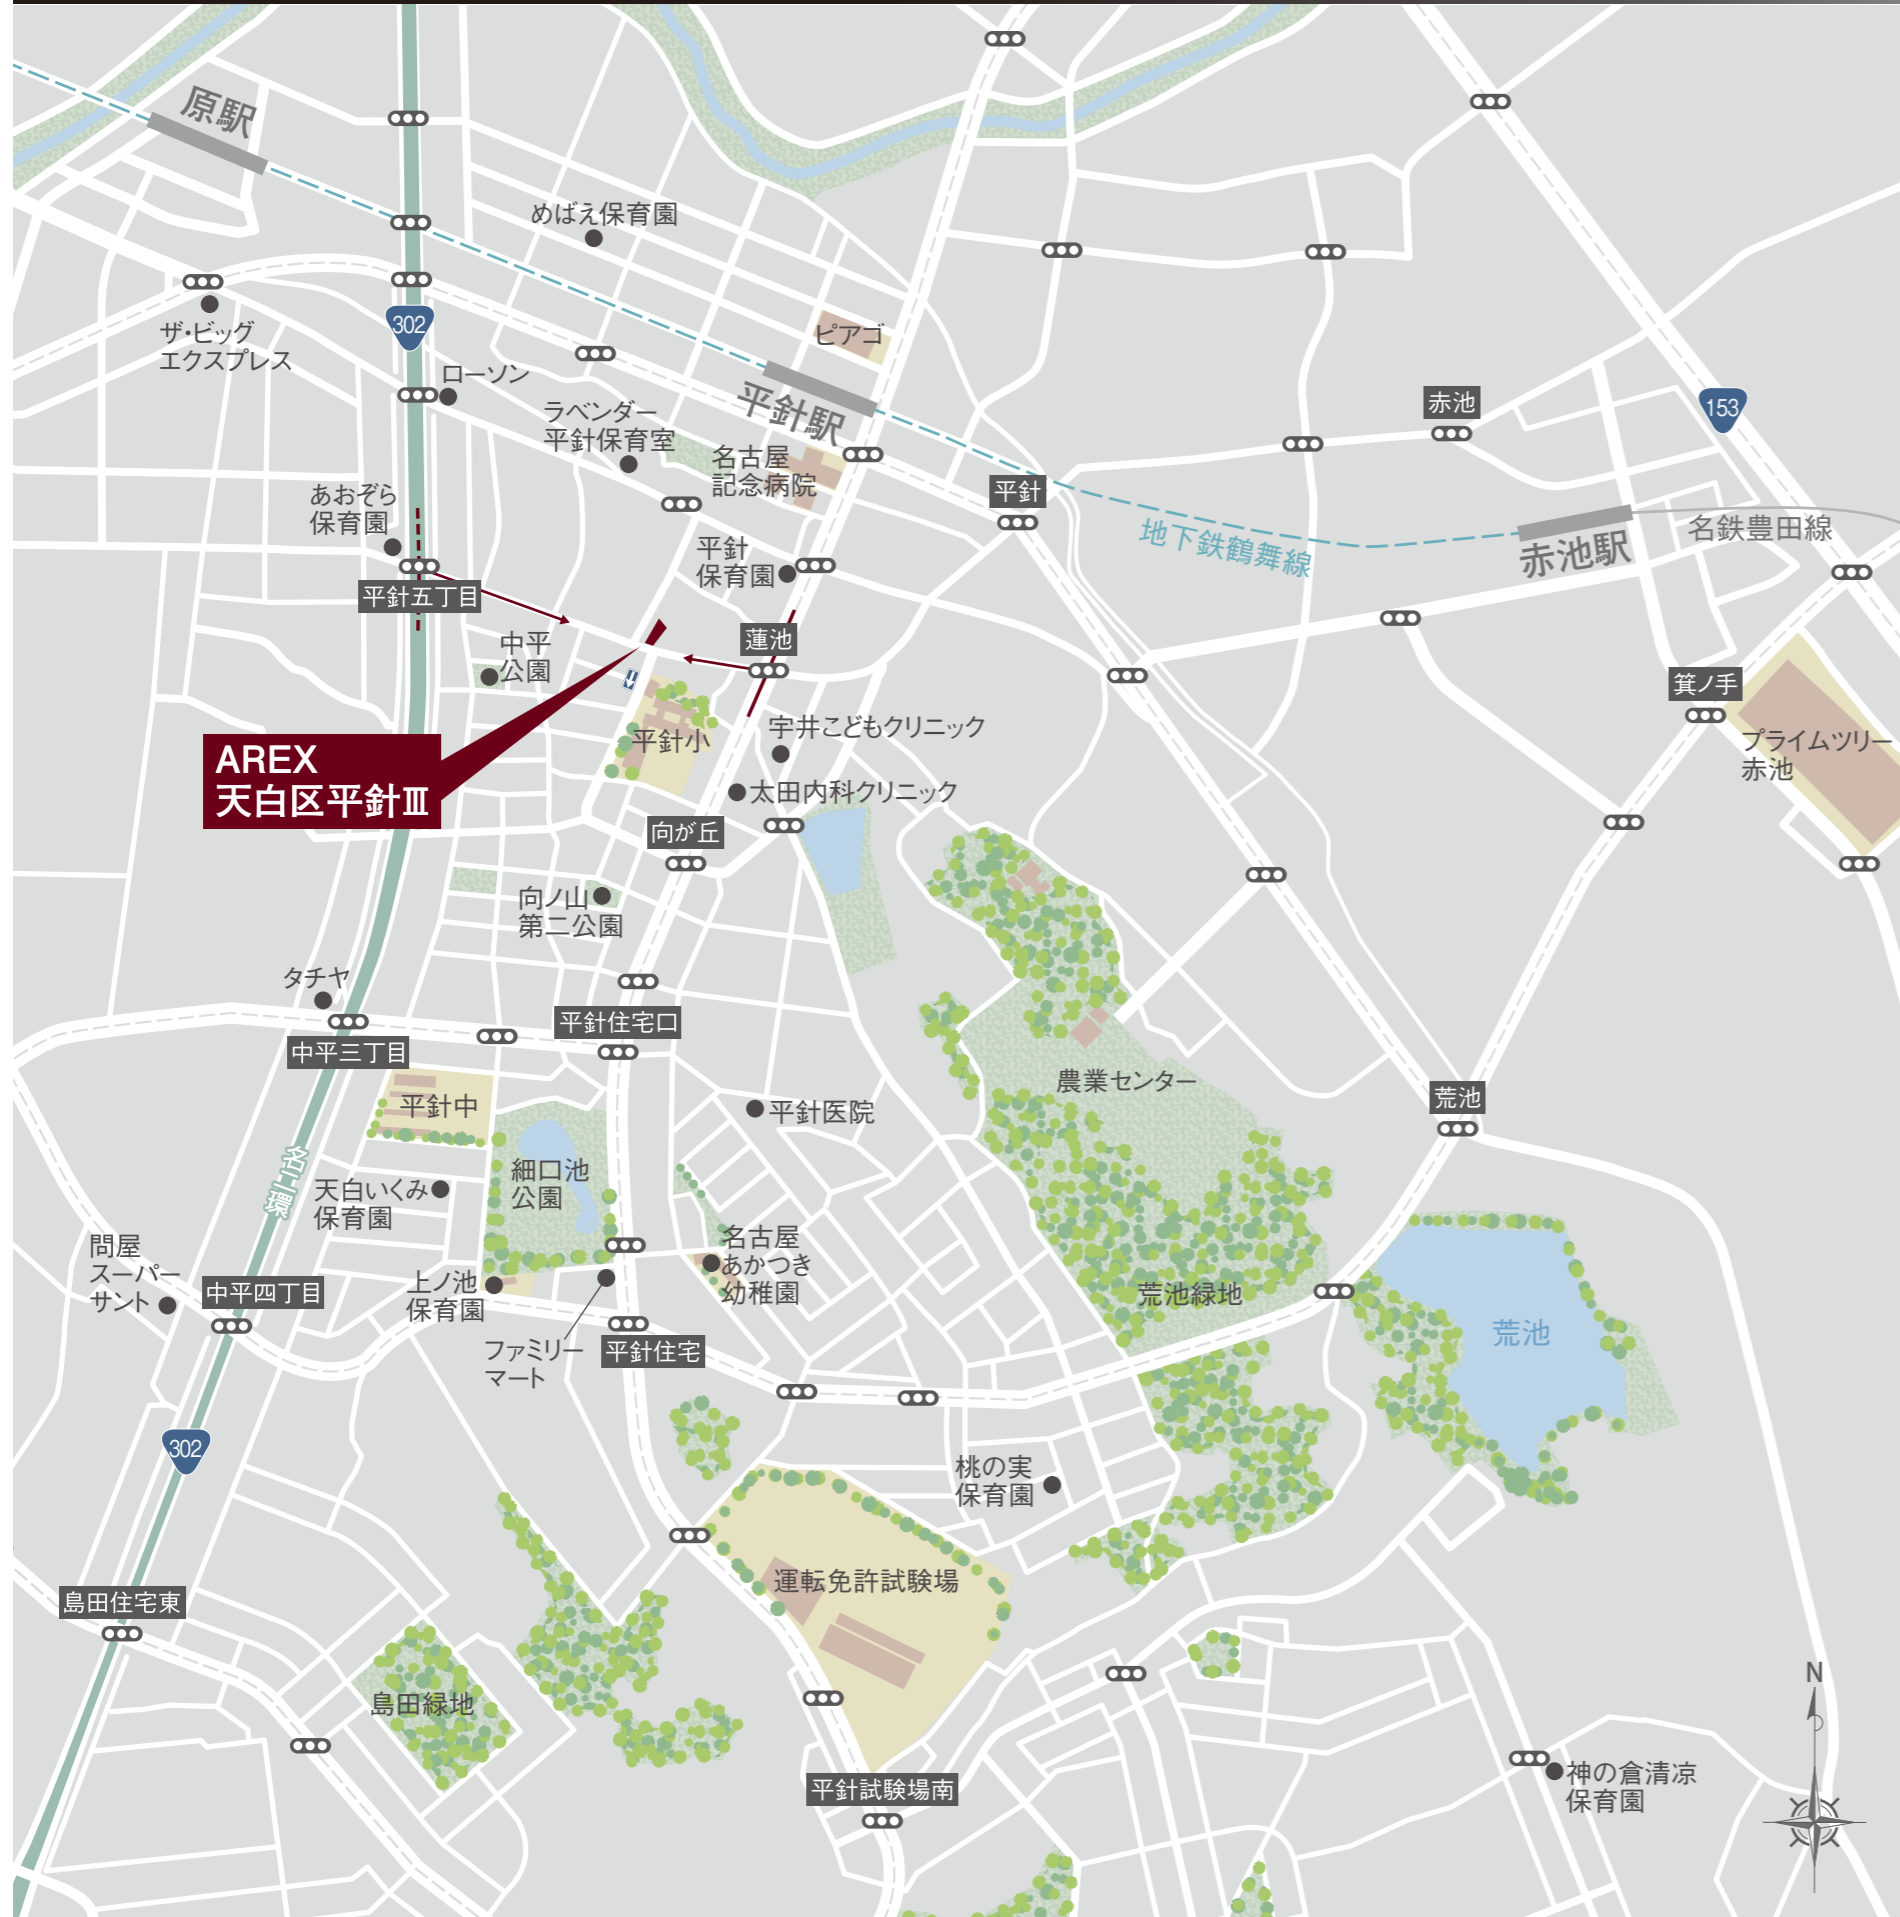 原駅
めばえ保育園
ザ・ビッグ
エクスプレス
302
ピアゴ
ローソン
平針駅
赤池
153
ラベンダー
平針保育室
名古屋
記念病院
平針
あおぞら
保育園
地下鉄鶴舞線
赤池駅
名鉄豊田線
平針
保育園
平針五丁目
中平
公園
蓮池
箕ノ手
平針小
宇井こどもクリニック
プライムツリー
赤池
AREX
天白区平針Ⅲ
太田内科クリニック
向が丘
向ノ山
第二公園
タチヤ
平針住宅口
中平三丁目
農業センター
平針中
平針医院
荒池
名二環
細口池
公園
天白いくみ
保育園
問屋
スーパー
サント
名古屋
あかつき
幼稚園
中平四丁目
上ノ池
保育園
荒池緑地
荒池
ファミリー
マート
平針住宅
302
桃の実
保育園
運転免許試験場
島田住宅東
N
島田緑地
平針試験場南
神の倉清凉
保育園